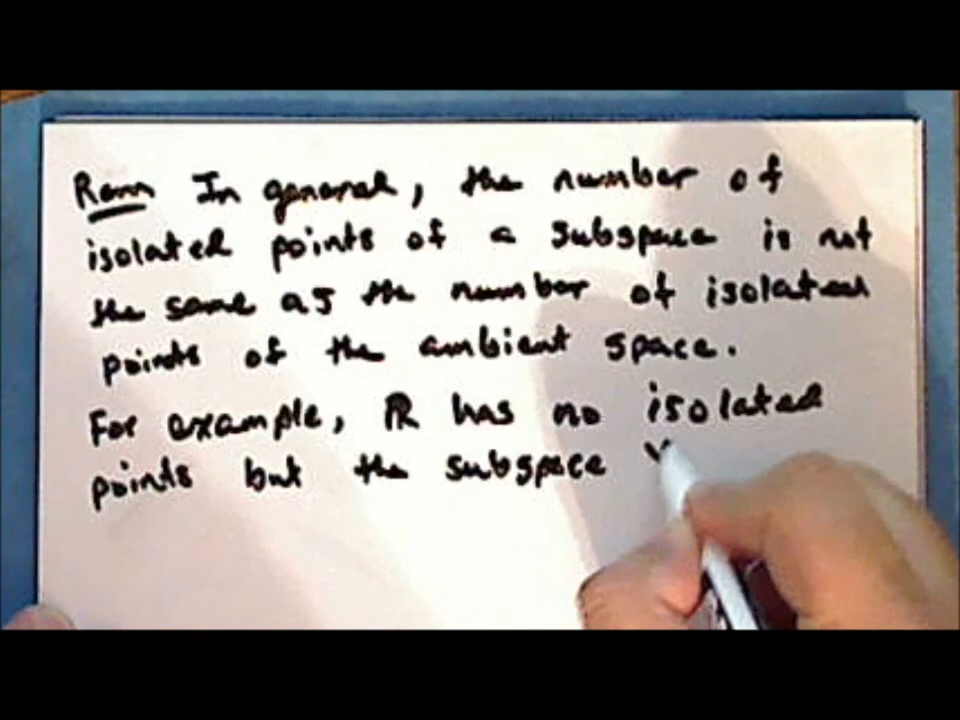 Rem In general, the number of
isolated points of a subspace is not
the same as the number of isolated
points of the ambient space.
For example, ℝ has no isolated
points but the subspace